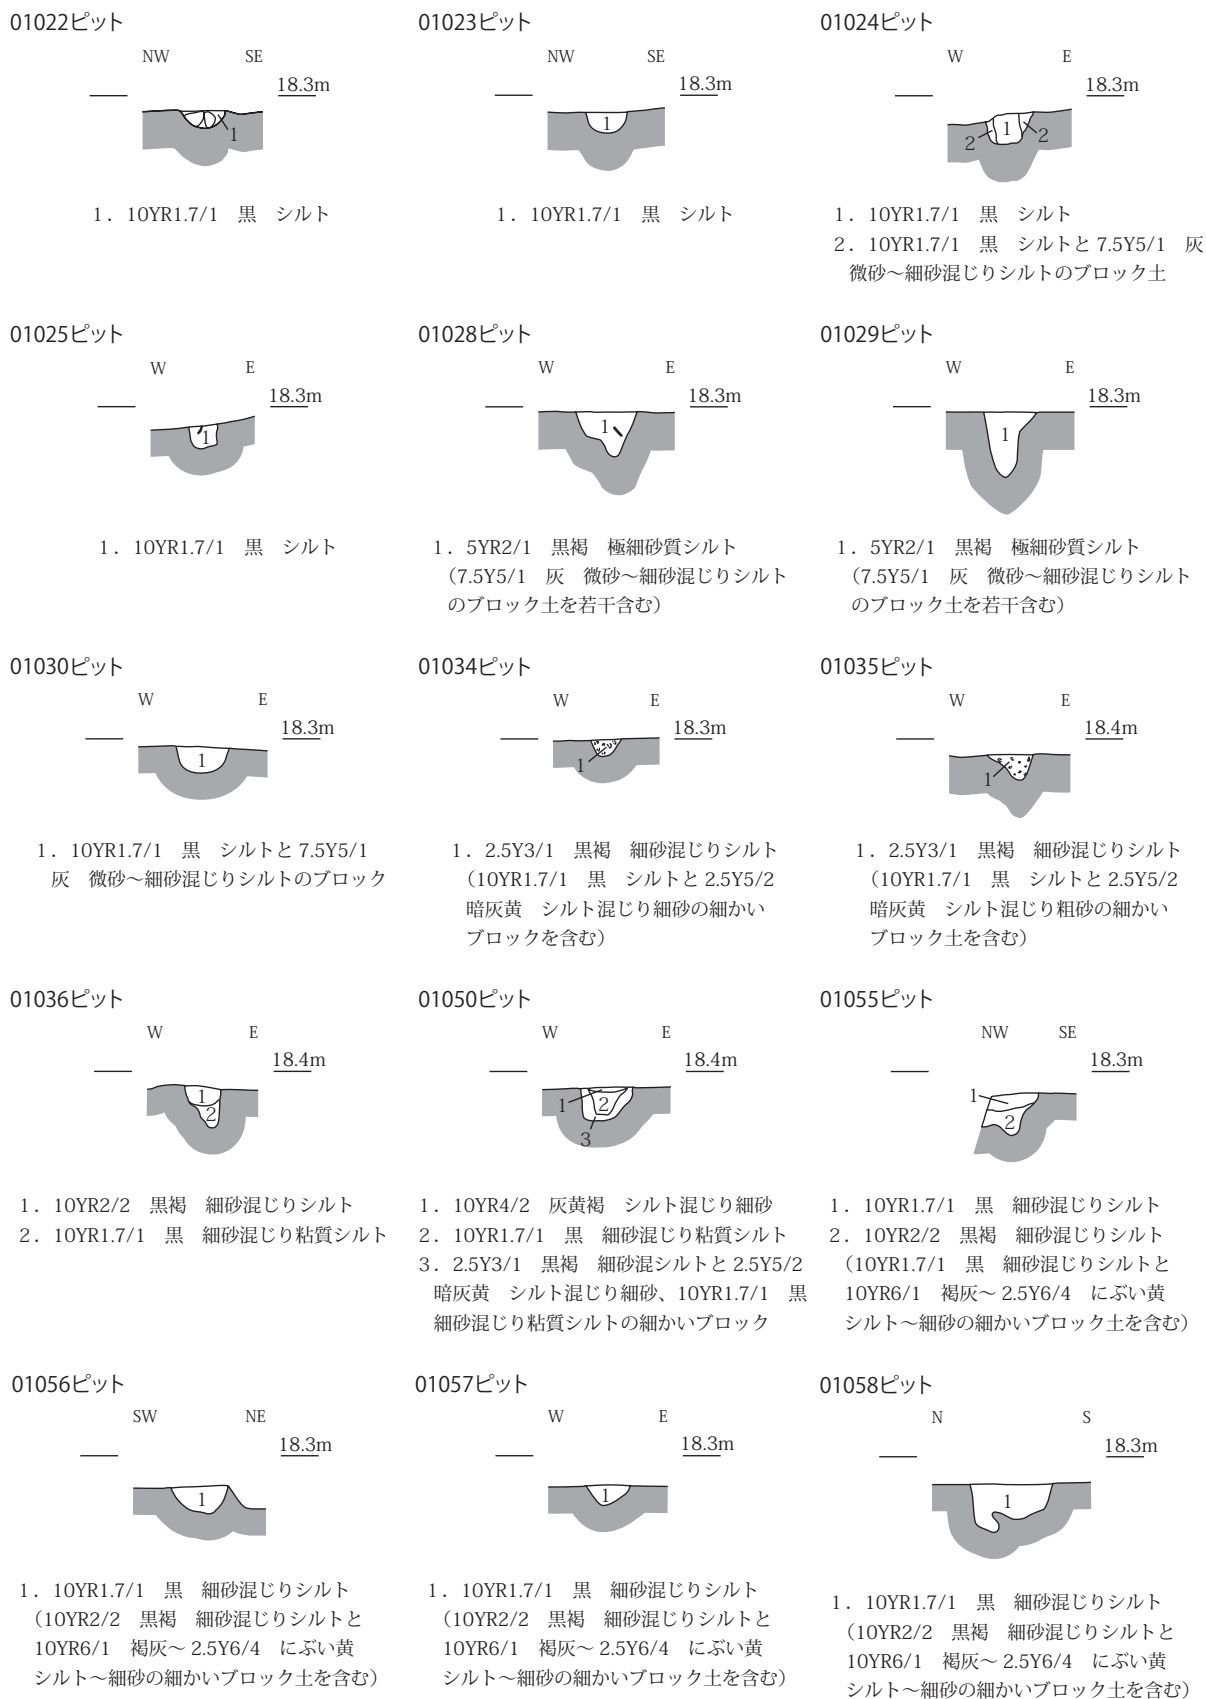 01022ピット
NW SE
18.3m
1
1. 10YR1.7/1 黒 シルト
01023ピット
NW SE
18.3m
1
1. 10YR1.7/1 黒 シルト
01024ピット
W E
18.3m
2 1 2
1. 10YR1.7/1 黒 シルト
2. 10YR1.7/1 黒 シルトと 7.5Y5/1 灰
微砂～細砂混じりシルトのブロック土
01025ピット
W E
18.3m
1
1. 10YR1.7/1 黒 シルト
01028ピット
W E
18.3m
1
1. 5YR2/1 黒褐 極細砂質シルト
（7.5Y5/1 灰 微砂～細砂混じりシルト
のブロック土を若干含む）
01029ピット
W E
18.3m
1
1. 5YR2/1 黒褐 極細砂質シルト
（7.5Y5/1 灰 微砂～細砂混じりシルト
のブロック土を若干含む）
01030ピット
W E
18.3m
1
1. 10YR1.7/1 黒 シルトと 7.5Y5/1
灰 微砂～細砂混じりシルトのブロック
01034ピット
W E
18.3m
1
1. 2.5Y3/1 黒褐 細砂混じりシルト
（10YR1.7/1 黒 シルトと 2.5Y5/2
暗灰黄 シルト混じり細砂の細かい
ブロックを含む）
01035ピット
W E
18.4m
1
1. 2.5Y3/1 黒褐 細砂混じりシルト
（10YR1.7/1 黒 シルトと 2.5Y5/2
暗灰黄 シルト混じり粗砂の細かい
ブロック土を含む）
01036ピット
W E
18.4m
1
2
1. 10YR2/2 黒褐 細砂混じりシルト
2. 10YR1.7/1 黒 細砂混じり粘質シルト
01050ピット
W E
18.4m
1 2
3
1. 10YR4/2 灰黄褐 シルト混じり細砂
2. 10YR1.7/1 黒 細砂混じり粘質シルト
3. 2.5Y3/1 黒褐 細砂混シルトと 2.5Y5/2
暗灰黄 シルト混じり細砂、10YR1.7/1 黒
細砂混じり粘質シルトの細かいブロック
01055ピット
NW SE
18.3m
1
2
1. 10YR1.7/1 黒 細砂混じりシルト
2. 10YR2/2 黒褐 細砂混じりシルト
（10YR1.7/1 黒 細砂混じりシルトと
10YR6/1 褐灰～ 2.5Y6/4 にぶい黄
シルト～細砂の細かいブロック土を含む）
01056ピット
SW NE
18.3m
1
1. 10YR1.7/1 黒 細砂混じりシルト
（10YR2/2 黒褐 細砂混じりシルトと
10YR6/1 褐灰～ 2.5Y6/4 にぶい黄
シルト～細砂の細かいブロック土を含む）
01057ピット
W E
18.3m
1
1. 10YR1.7/1 黒 細砂混じりシルト
（10YR2/2 黒褐 細砂混じりシルトと
10YR6/1 褐灰～ 2.5Y6/4 にぶい黄
シルト～細砂の細かいブロック土を含む）
01058ピット
N S
18.3m
1
1. 10YR1.7/1 黒 細砂混じりシルト
（10YR2/2 黒褐 細砂混じりシルトと
10YR6/1 褐灰～ 2.5Y6/4 にぶい黄
シルト～細砂の細かいブロック土を含む）